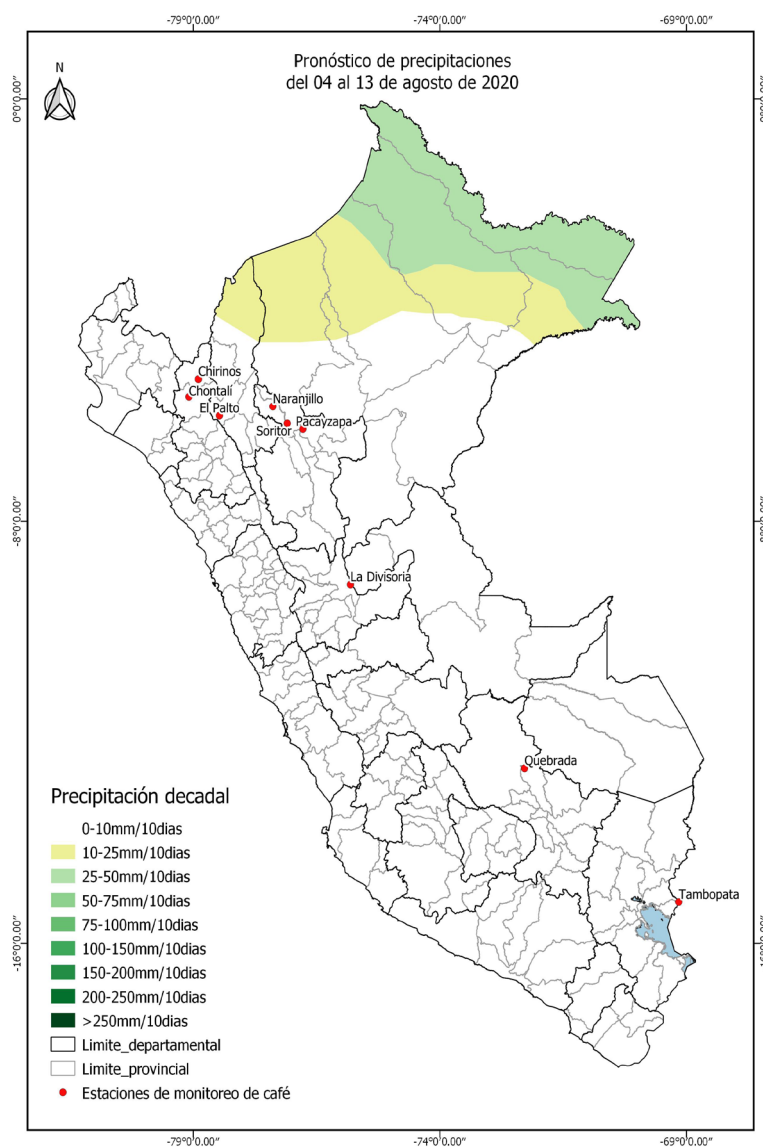 -79°0'0.00″ -74°0'0.00″ -69°0'0.00″
Pronóstico de precipitaciones
del 04 al 13 de agosto de 2020
N
0°0'0.00″
Chirinos
Chontalí
El Palto
Naranjillo
Soritor
Pacayzapa
-8°0'0.00″
La Divisoria
Quebrada
Tambopata
-16°0'0.00″
Precipitación decadal
0-10mm/10dias
10-25mm/10dias
25-50mm/10dias
50-75mm/10dias
75-100mm/10dias
100-150mm/10dias
150-200mm/10dias
200-250mm/10dias
>250mm/10dias
Limite_departamental
Limite_provincial
Estaciones de monitoreo de café
-79°0'0.00″ -74°0'0.00″ -69°0'0.00″